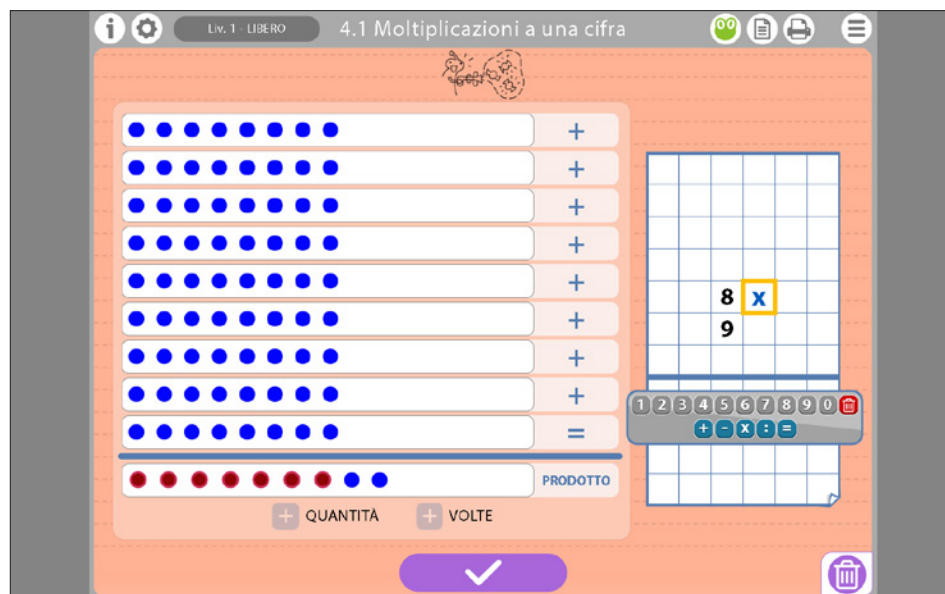 Liv. 1 - LIBERO
4.1 Moltiplicazioni a una cifra
+
+
+
+
+
+
+
+
=
PRODOTTO
+ QUANTITÀ + VOLTE
8 x
9
1 2 3 4 5 6 7 8 9 0
+ - x : =